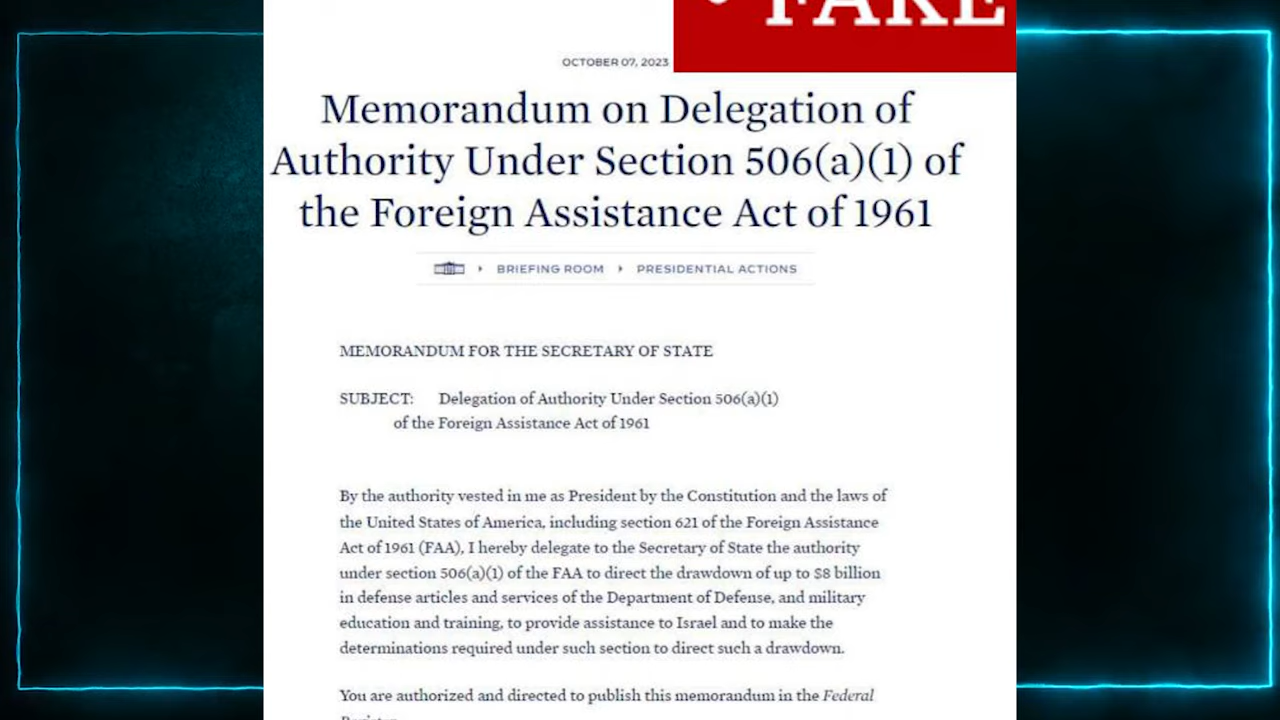 FAKE
OCTOBER 07, 2023
Memorandum on Delegation of
Authority Under Section 506(a)(1) of
the Foreign Assistance Act of 1961
BRIEFING ROOM
PRESIDENTIAL ACTIONS
MEMORANDUM FOR THE SECRETARY OF STATE
SUBJECT: Delegation of Authority Under Section 506(a)(1)
of the Foreign Assistance Act of 1961
By the authority vested in me as President by the Constitution and the laws of
the United States of America, including section 621 of the Foreign Assistance
Act of 1961 (FAA), I hereby delegate to the Secretary of State the authority
under section 506(a)(1) of the FAA to direct the drawdown of up to $8 billion
in defense articles and services of the Department of Defense, and military
education and training, to provide assistance to Israel and to make the
determinations required under such section to direct such a drawdown.
You are authorized and directed to publish this memorandum in the Federal